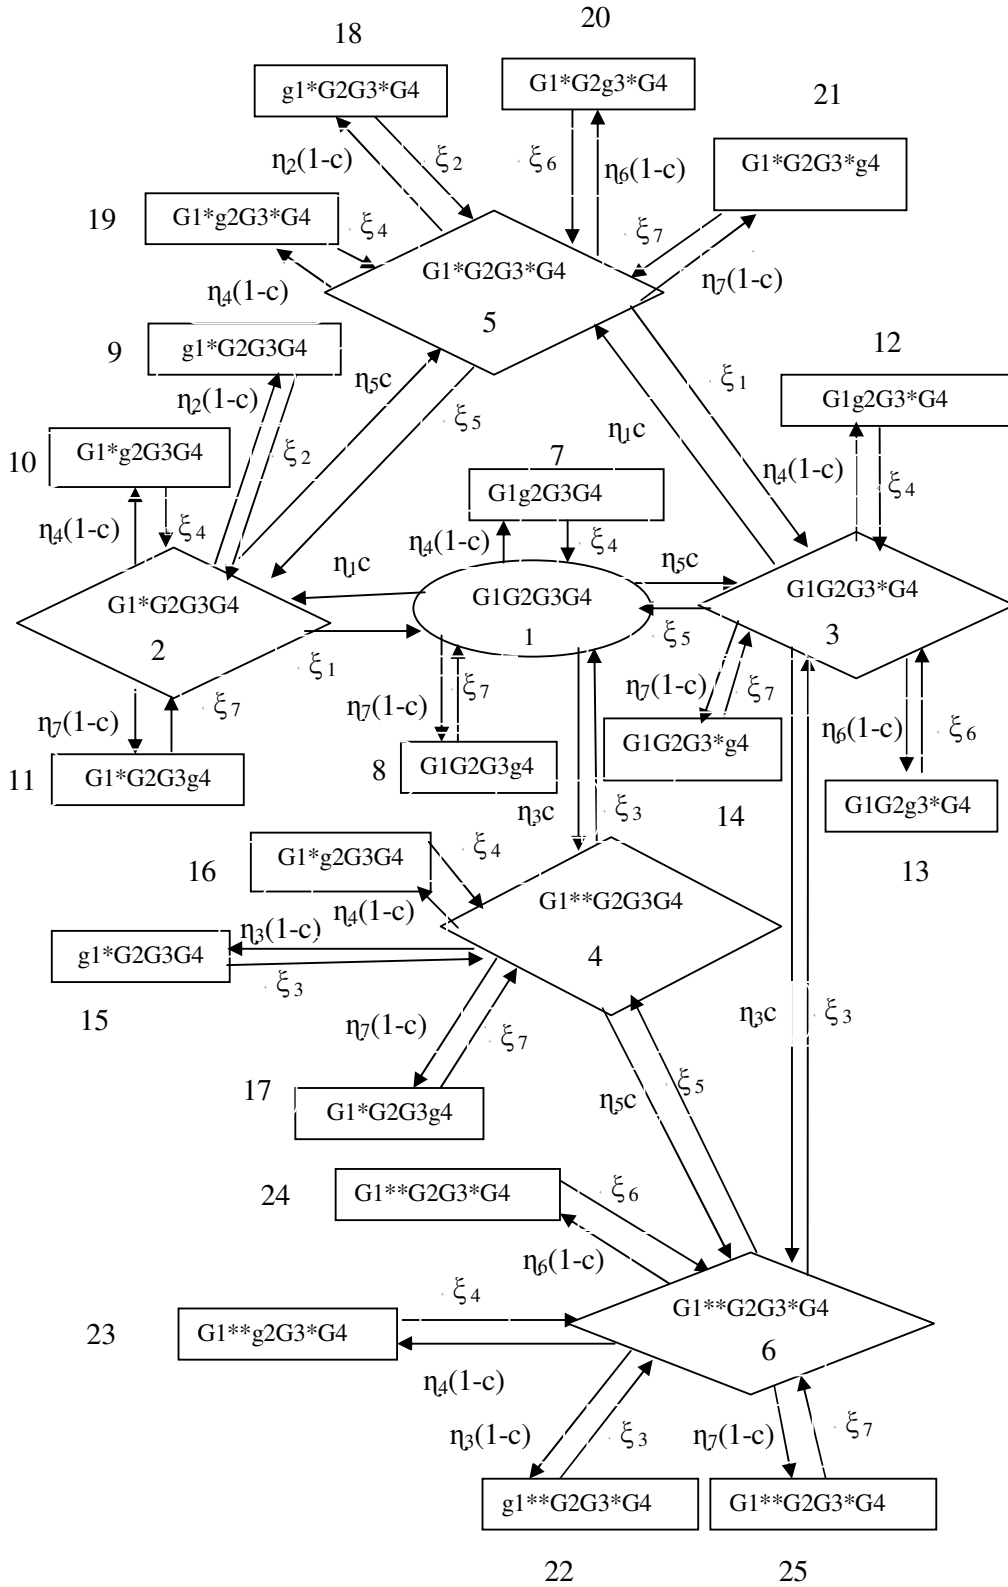 18
20
g1*G2G3*G4
G1*G2g3*G4
21
η2(1-c)
ξ2
ξ6
η6(1-c)
G1*G2G3*g4
19
G1*g2G3*G4
ξ4
ξ7
η4(1-c)
G1*G2G3*G4
5
η7(1-c)
9
g1*G2G3G4
η2(1-c)
η5c
ξ5
ξ1
η1c
12
G1g2G3*G4
10
G1*g2G3G4
ξ2
7
G1g2G3G4
η4(1-c)
ξ4
η4(1-c)
ξ4
η4(1-c)
ξ4
η1c
η5c
G1*G2G3G4
2
G1G2G3G4
1
G1G2G3*G4
3
ξ1
ξ5
η7(1-c)
ξ7
η7(1-c)
ξ7
η7(1-c)
ξ7
η6(1-c)
ξ6
11
G1*G2G3g4
8
G1G2G3g4
G1G2G3*g4
14
G1G2g3*G4
13
η3c
ξ3
16
G1*g2G3G4
ξ4
η4(1-c)
G1**G2G3G4
4
g1*G2G3G4
15
η3(1-c)
ξ3
η7(1-c)
ξ7
η3c
ξ3
17
G1*G2G3g4
η5c
ξ5
24
G1**G2G3*G4
ξ6
η6(1-c)
23
G1**g2G3*G4
ξ4
η4(1-c)
G1**G2G3*G4
6
η3(1-c)
ξ3
η7(1-c)
ξ7
g1**G2G3*G4
G1**G2G3*G4
22
25